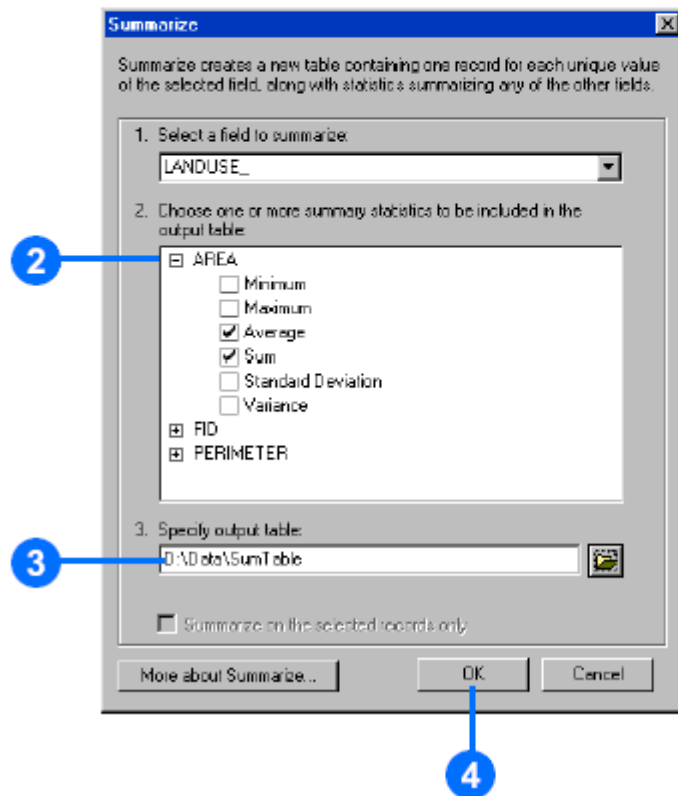 Summarize
Summarize creates a new table containing one record for each unique value
of the selected field, along with statistics summarizing any of the other fields.
1. Select a field to summarize:
LANDUSE_
2. Choose one or more summary statistics to be included in the
output table:
2
AREA
Minimum
Maximum
Average
Sum
Standard Deviation
Variance
FID
PERIMETER
3. Specify output table:
3
D:\Data\SumTable
Summarize on the selected records only
More about Summarize...
OK
Cancel
4